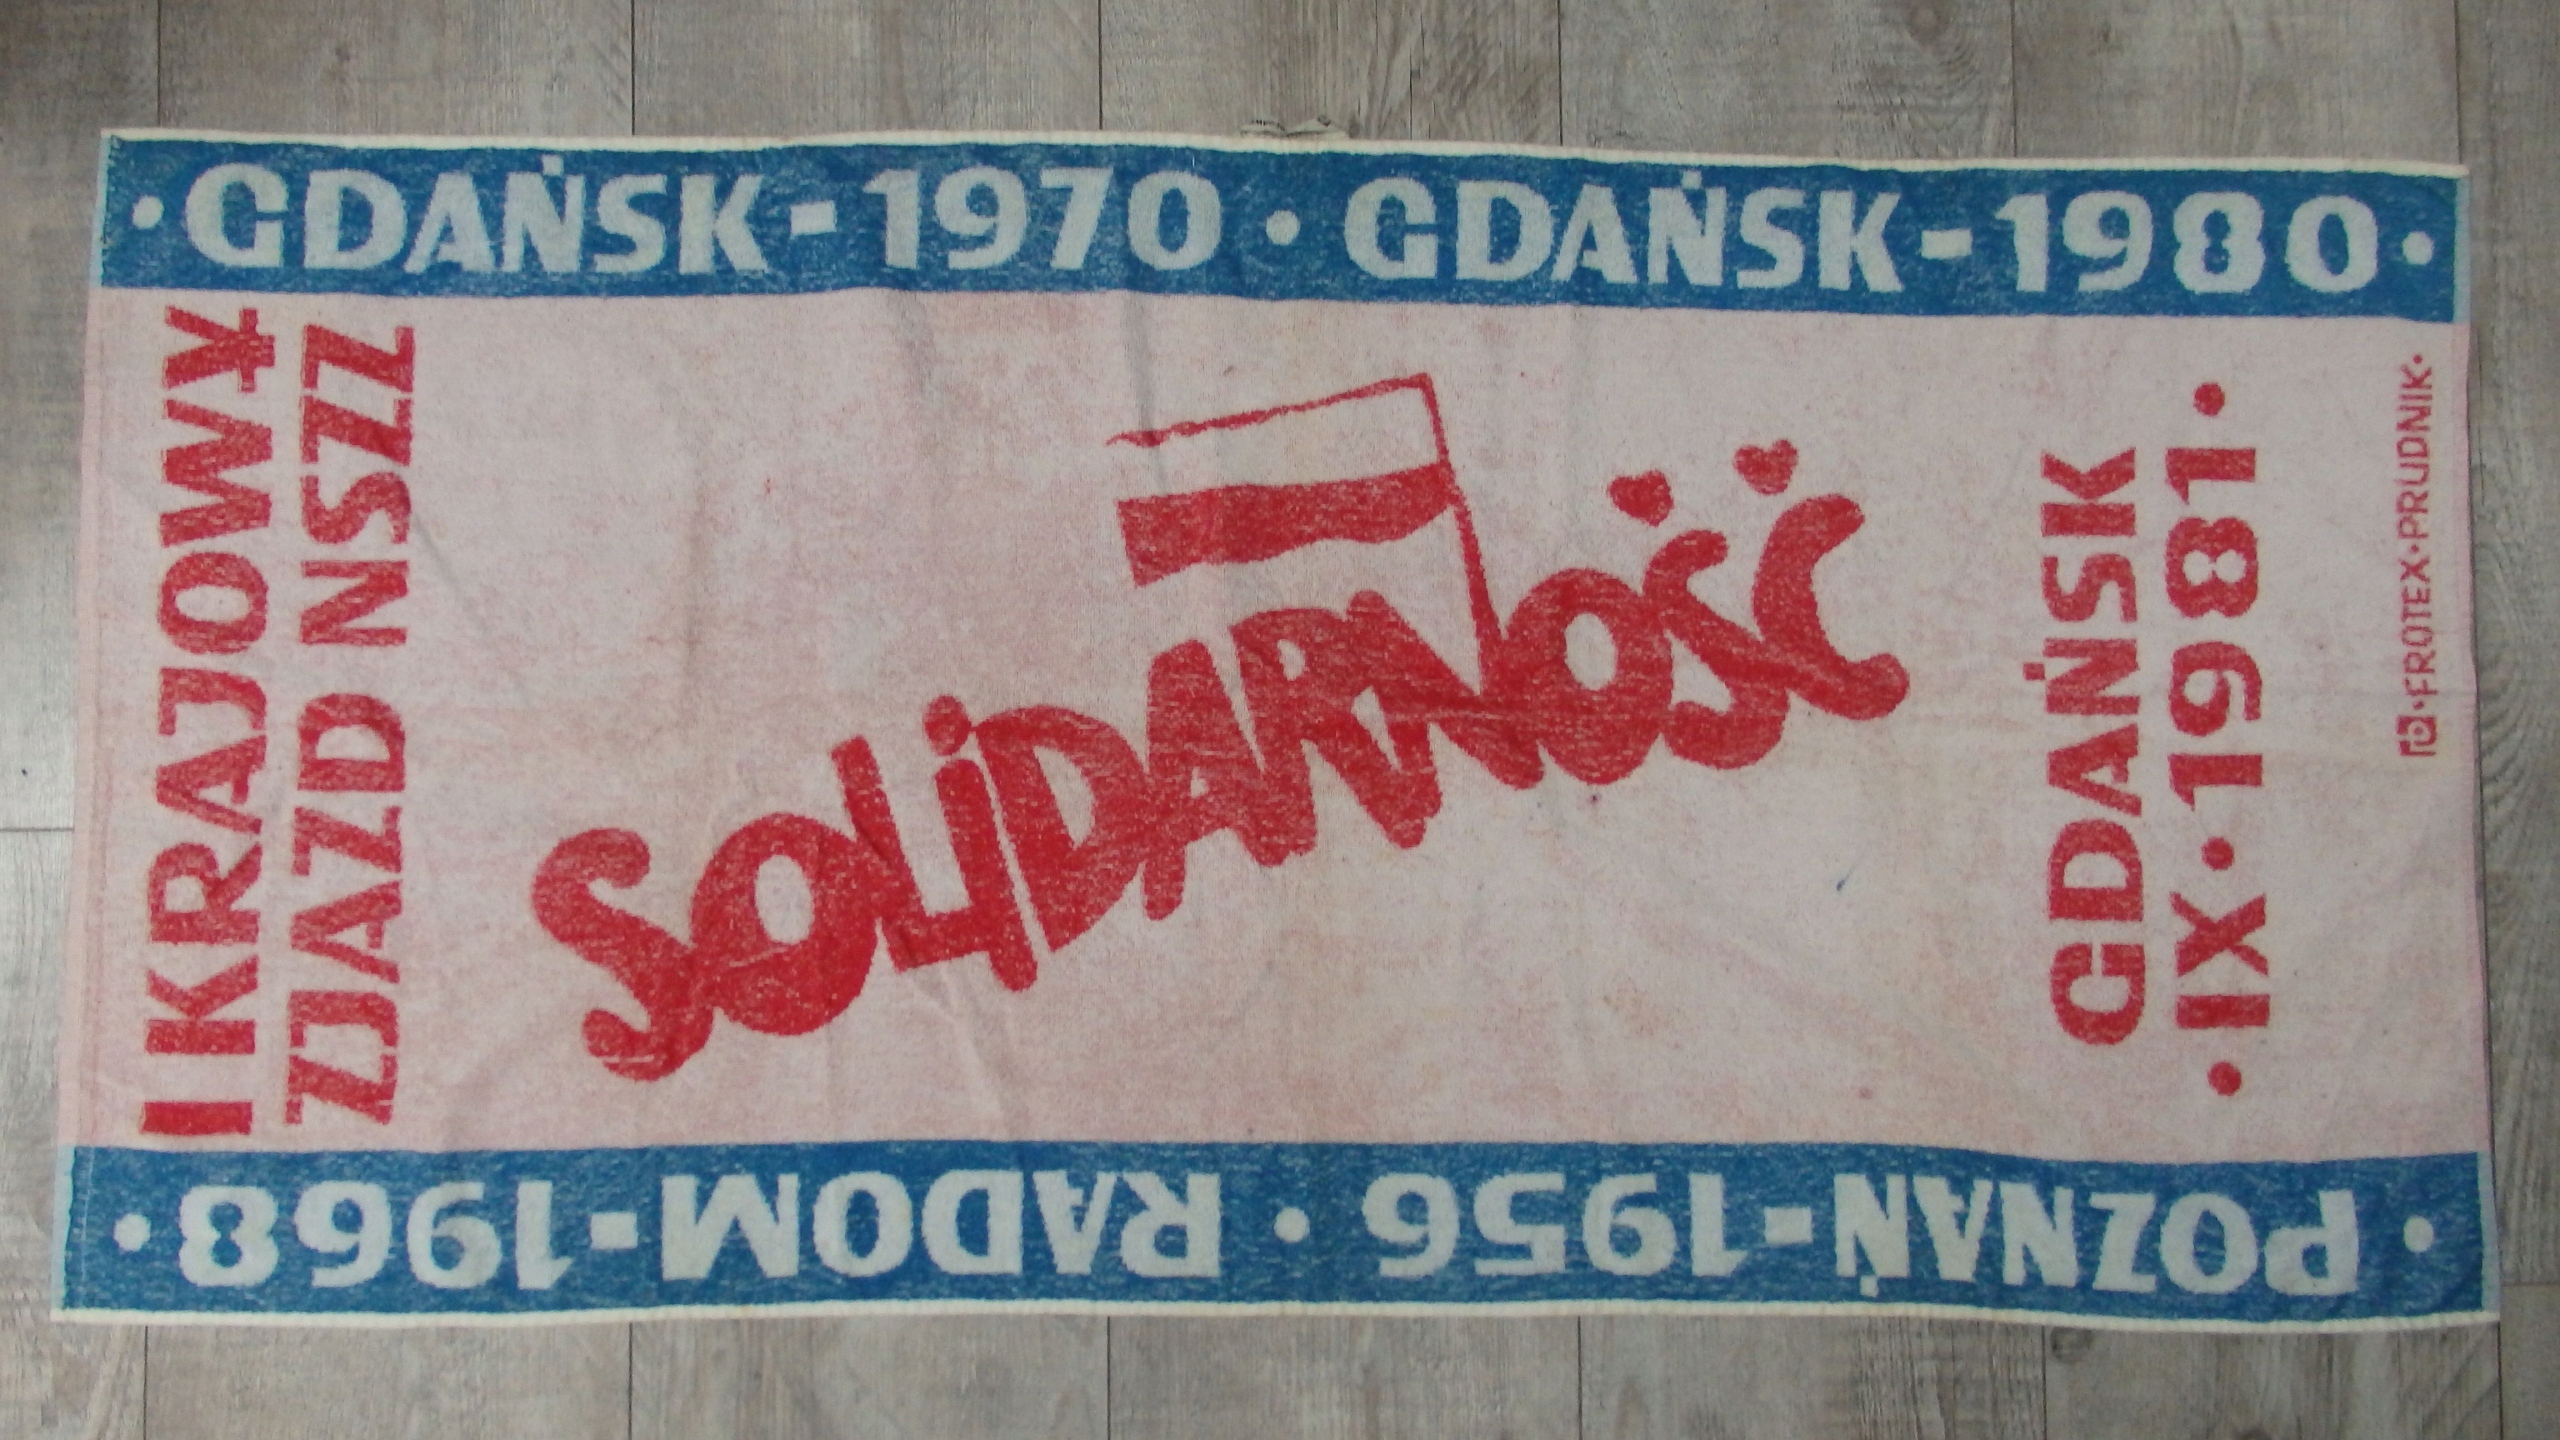 • GDAŃSK-1970 • GDAŃSK-1980 •
I KRAJOWY
ZJAZD NSZZ
SOLiDARNOŚĆ
GDAŃSK
• IX • 1981 •
• FROTEX • PRUDNIK •
• POZNAŃ-1956 • RADOM-1968 •